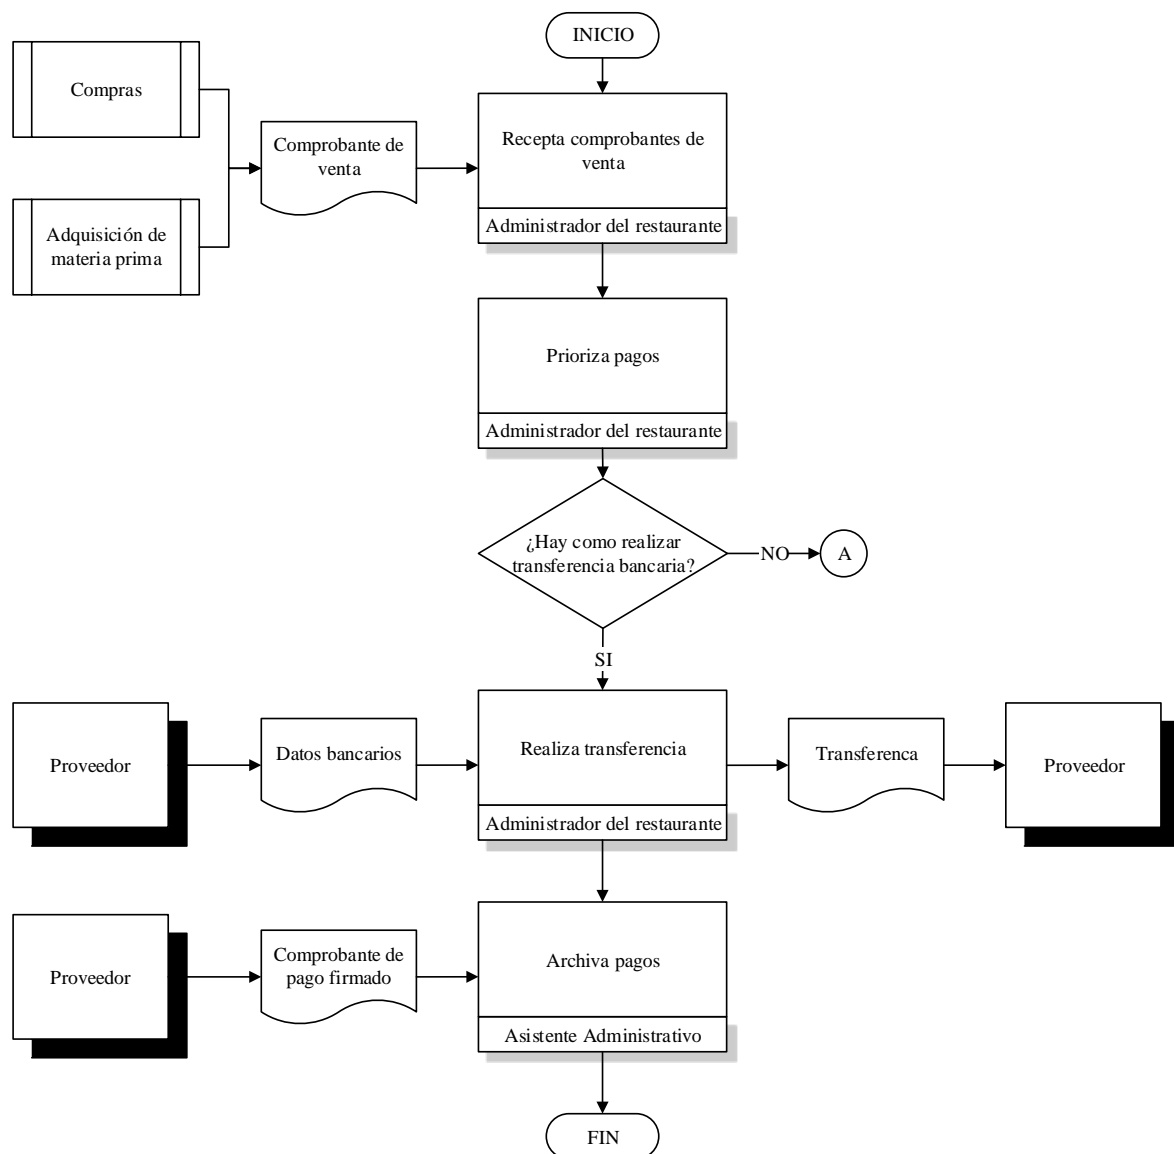 INICIO
Compras
Comprobante de
venta
Recepta comprobantes de
venta
Administrador del restaurante
Adquisición de
materia prima
Prioriza pagos
Administrador del restaurante
¿Hay como realizar
transferencia bancaria?
NO
A
SI
Proveedor
Datos bancarios
Realiza transferencia
Administrador del restaurante
Transferenca
Proveedor
Proveedor
Comprobante de
pago firmado
Archiva pagos
Asistente Administrativo
FIN